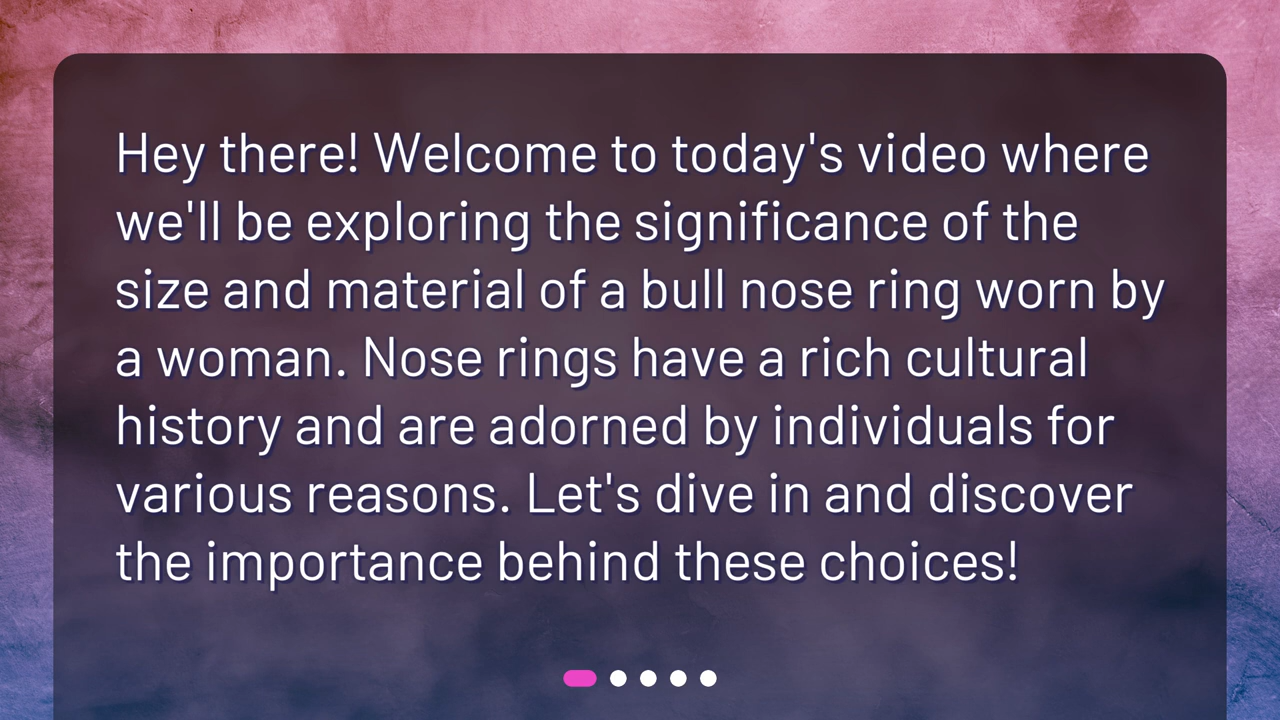 Hey there! Welcome to today's video where
we'll be exploring the significance of the
size and material of a bull nose ring worn by
a woman. Nose rings have a rich cultural
history and are adorned by individuals for
various reasons. Let's dive in and discover
the importance behind these choices!